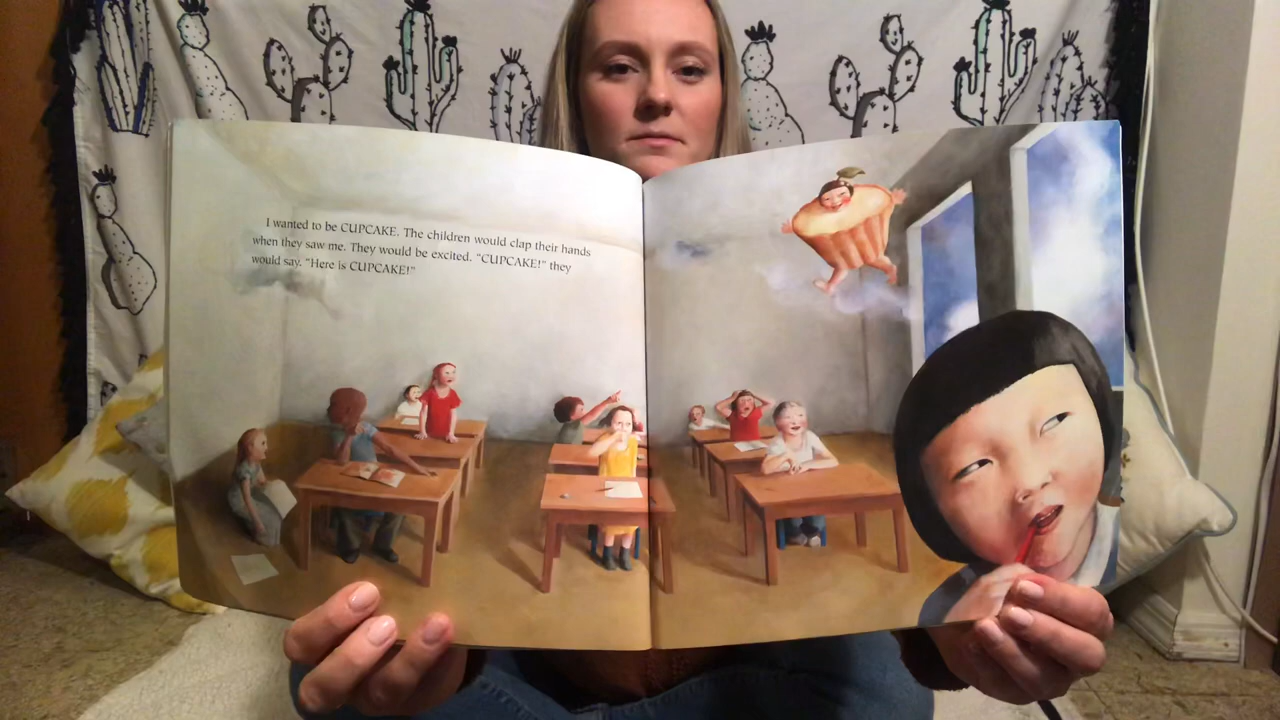 I wanted to be CUPCAKE. The children would clap their hands
when they saw me. They would be excited. "CUPCAKE!" they
would say. "Here is CUPCAKE!"